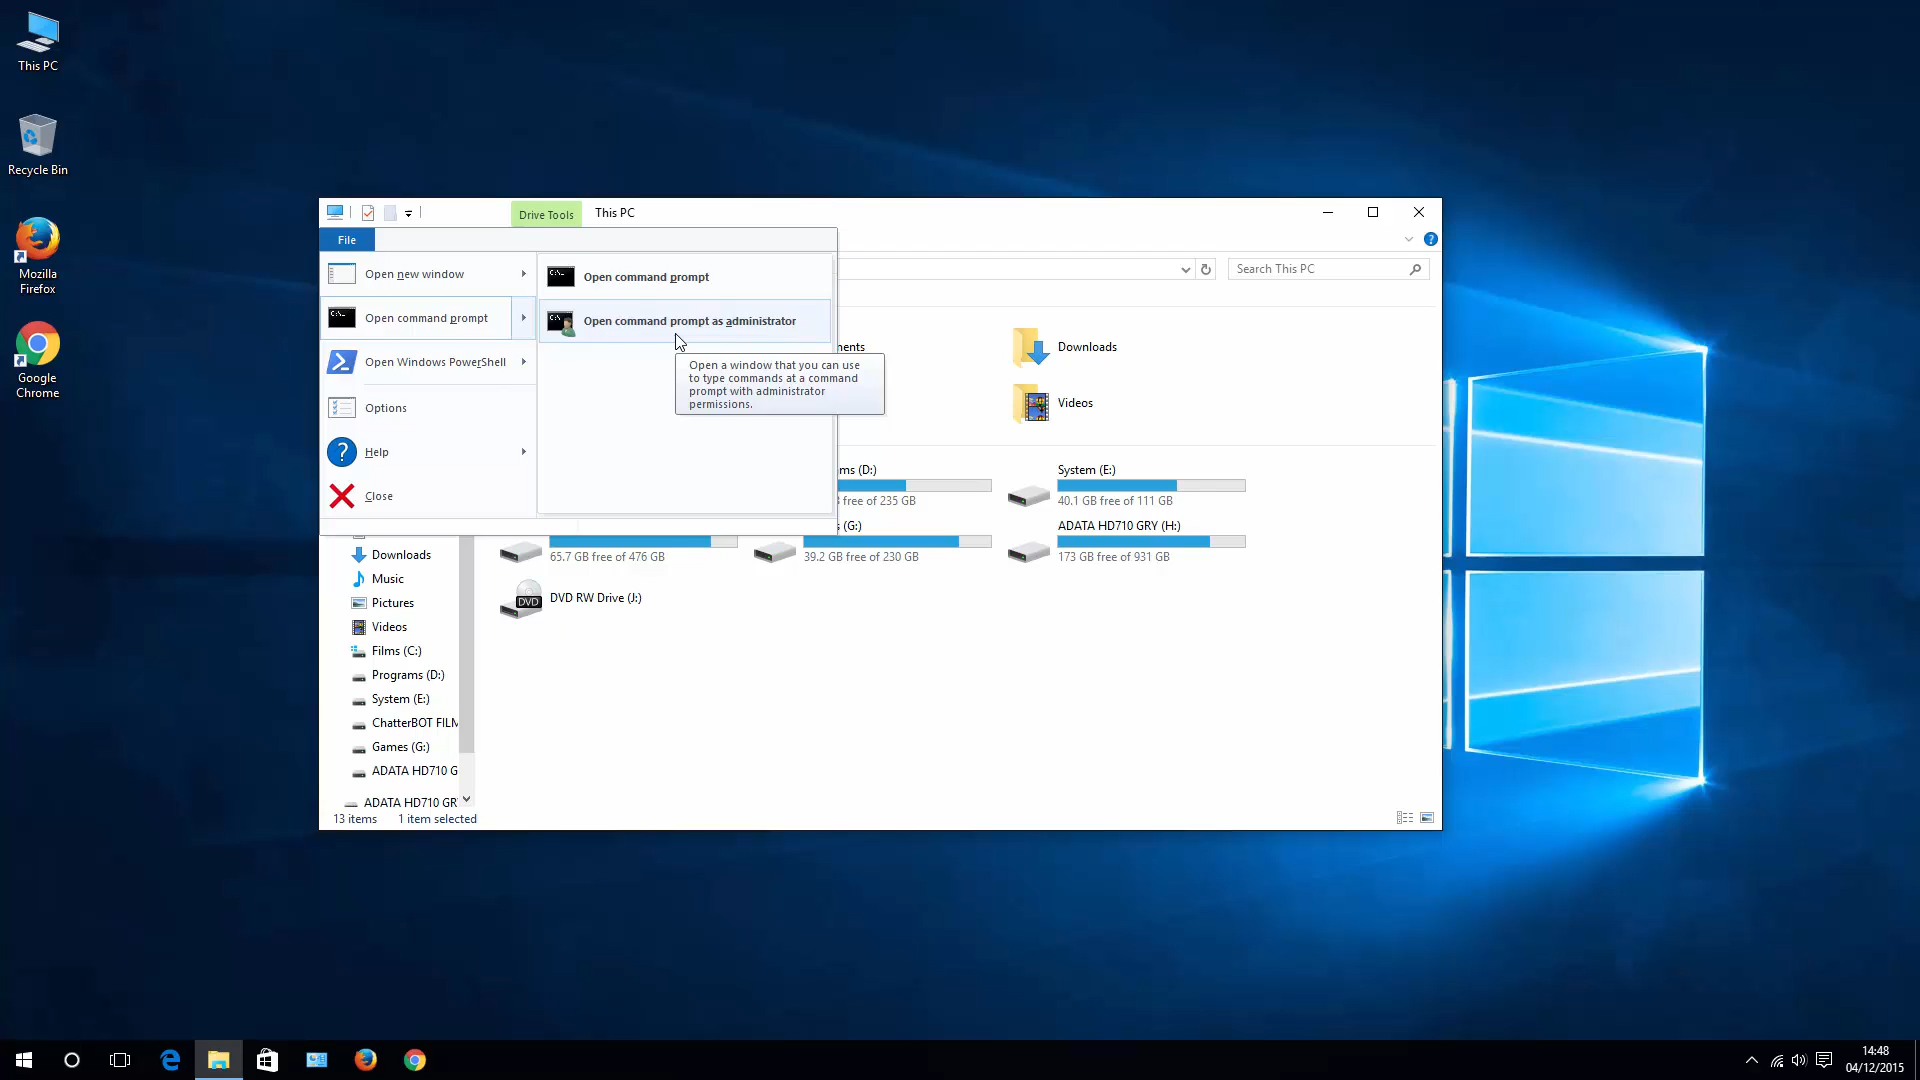 This PC
Recycle Bin
Mozilla
Firefox
Google
Chrome
Drive Tools
This PC
File
Open new window
Open command prompt
Open Windows PowerShell
Options
Help
Close
Open command prompt
Open command prompt as administrator
Open a window that you can use
to type commands at a command
prompt with administrator
permissions.
Search This PC
ents
Downloads
Videos
ms (D:)
free of 235 GB
System (E:)
40.1 GB free of 111 GB
65.7 GB free of 476 GB
s (G:)
39.2 GB free of 230 GB
ADATA HD710 GRY (H:)
173 GB free of 931 GB
DVD
DVD RW Drive (J:)
Downloads
Music
Pictures
Videos
Films (C:)
Programs (D:)
System (E:)
ChatterBOT FILM
Games (G:)
ADATA HD710 G
ADATA HD710 GR
13 items
1 item selected
14:48
04/12/2015